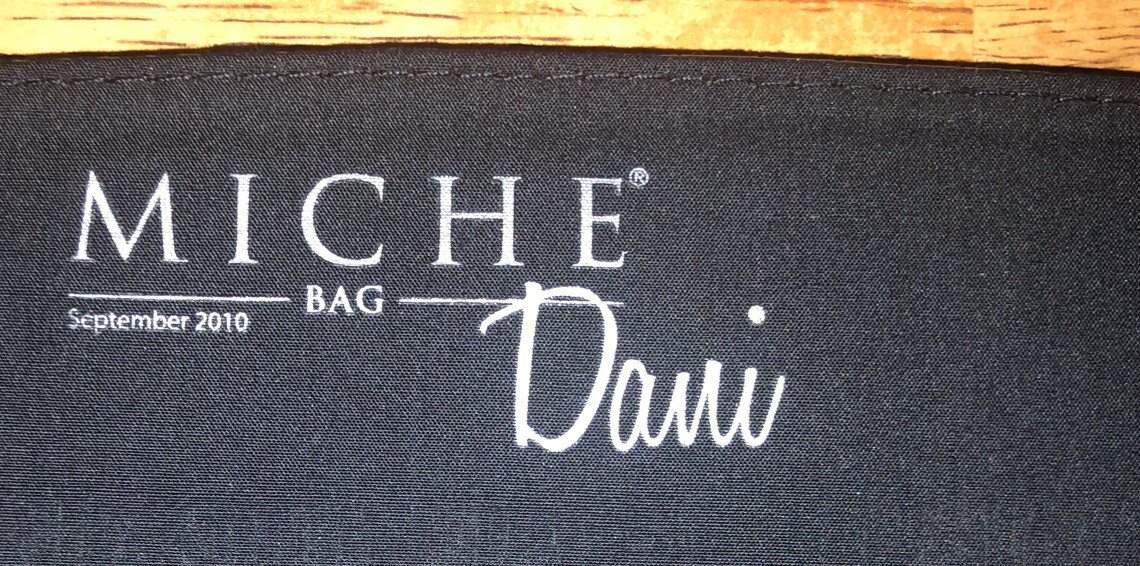 MICHE®
BAG
September 2010
Dani